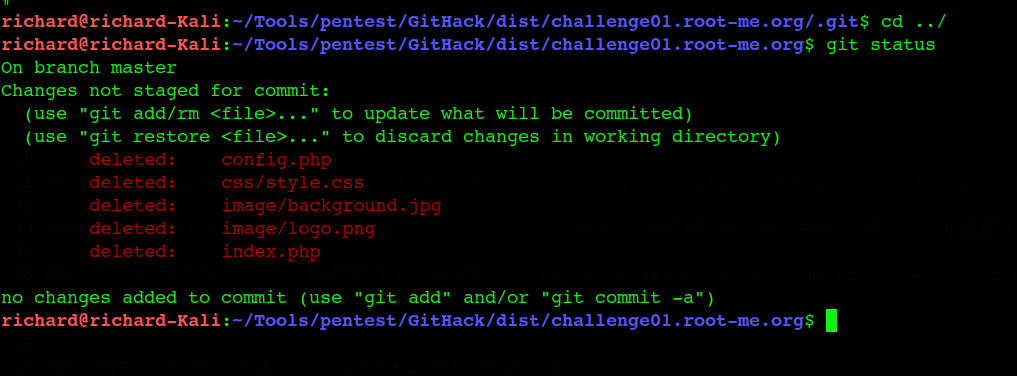 richard@richard-Kali:~/Tools/pentest/GitHack/dist/challenge01.root-me.org/.git$ cd ../
richard@richard-Kali:~/Tools/pentest/GitHack/dist/challenge01.root-me.org$ git status
On branch master
Changes not staged for commit:
  (use "git add/rm <file>..." to update what will be committed)
  (use "git restore <file>..." to discard changes in working directory)
        deleted:    config.php
        deleted:    css/style.css
        deleted:    image/background.jpg
        deleted:    image/logo.png
        deleted:    index.php
no changes added to commit (use "git add" and/or "git commit -a")
richard@richard-Kali:~/Tools/pentest/GitHack/dist/challenge01.root-me.org$